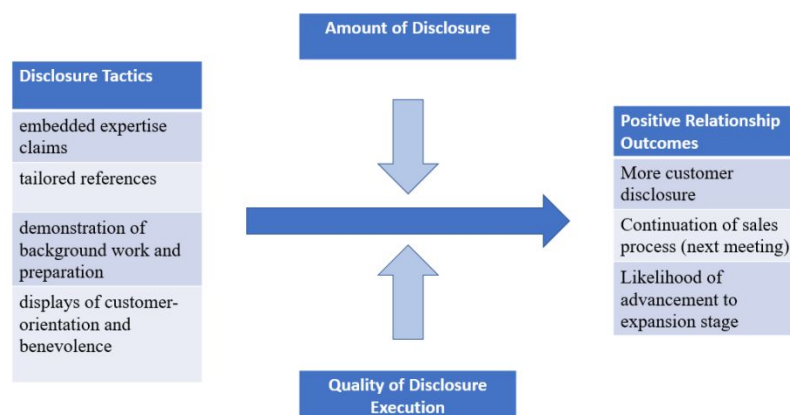 Amount of Disclosure
Disclosure Tactics
embedded expertise
claims
tailored references
demonstration of
background work and
preparation
displays of customer-
orientation and
benevolence
Positive Relationship
Outcomes
More customer
disclosure
Continuation of sales
process (next meeting)
Likelihood of
advancement to
expansion stage
Quality of Disclosure
Execution